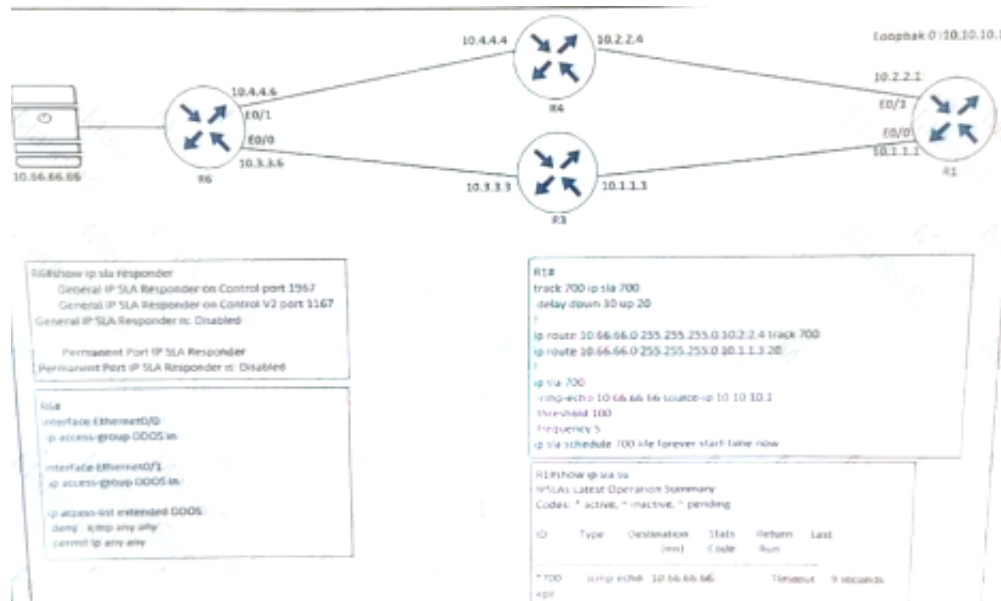 10.4.4.4
10.2.2.4
Loopbak 0 :10.10.10.1
10.4.4.6
E0/1
R4
10.2.2.1
E0/1
E0/0
10.1.1.1
R1
E0/0
10.3.3.6
R6
10.66.66.66
10.3.3.3
10.1.1.3
R3
R6#show ip sla responder
General IP SLA Responder on Control port 1967
General IP SLA Responder on Control V2 port 1167
General IP SLA Responder is: Disabled
Permanent Port IP SLA Responder
Permanent Port IP SLA Responder is: Disabled
R6#
interface Ethernet0/0
ip access-group DDOS in
!
interface Ethernet0/1
ip access-group DDOS in
ip access-list extended DDOS
deny icmp any any
permit ip any any
R1#
track 700 ip sla 700
delay down 30 up 20
!
ip route 10.66.66.0 255.255.255.0 10.2.2.4 track 700
ip route 10.66.66.0 255.255.255.0 10.1.1.3 20
!
ip sla 700
icmp-echo 10.66.66.66 source-ip 10.10.10.1
threshold 100
frequency 5
ip sla schedule 700 life forever start-time now
R1#show ip sla su
IPSLAs Latest Operation Summary
Codes: * active, ^ inactive, ~ pending
ID Type Destination Stats Return Last
(ms) Code Run
*700 icmp-echo 10.66.66.66 Timeout 9 seconds
ago